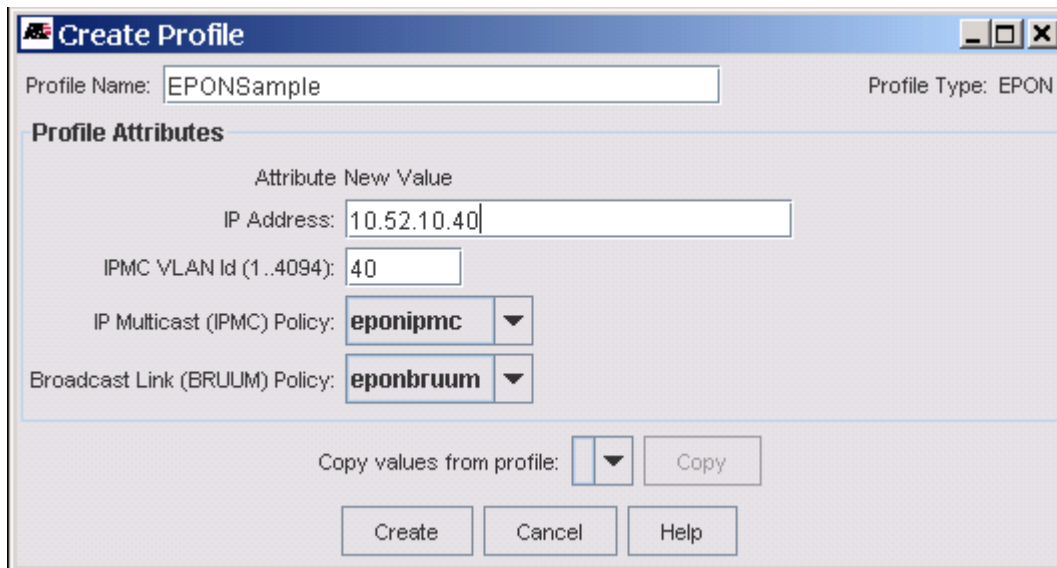 Create Profile
Profile Name: EPONSample Profile Type: EPON
Profile Attributes
Attribute New Value
IP Address: 10.52.10.40
IPMC VLAN Id (1..4094): 40
IP Multicast (IPMC) Policy: eponipmc
Broadcast Link (BRUUM) Policy: eponbruum
Copy values from profile: Copy
Create Cancel Help